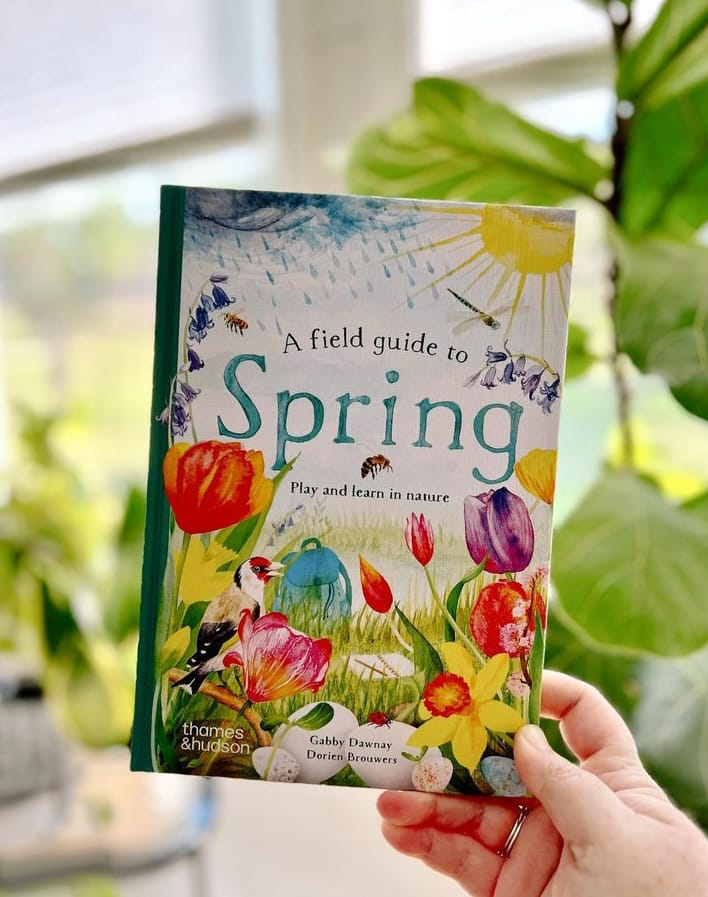 A field guide to
Spring
Play and learn in nature
thames
&hudson
Gabby Dawnay
Dorien Brouwers